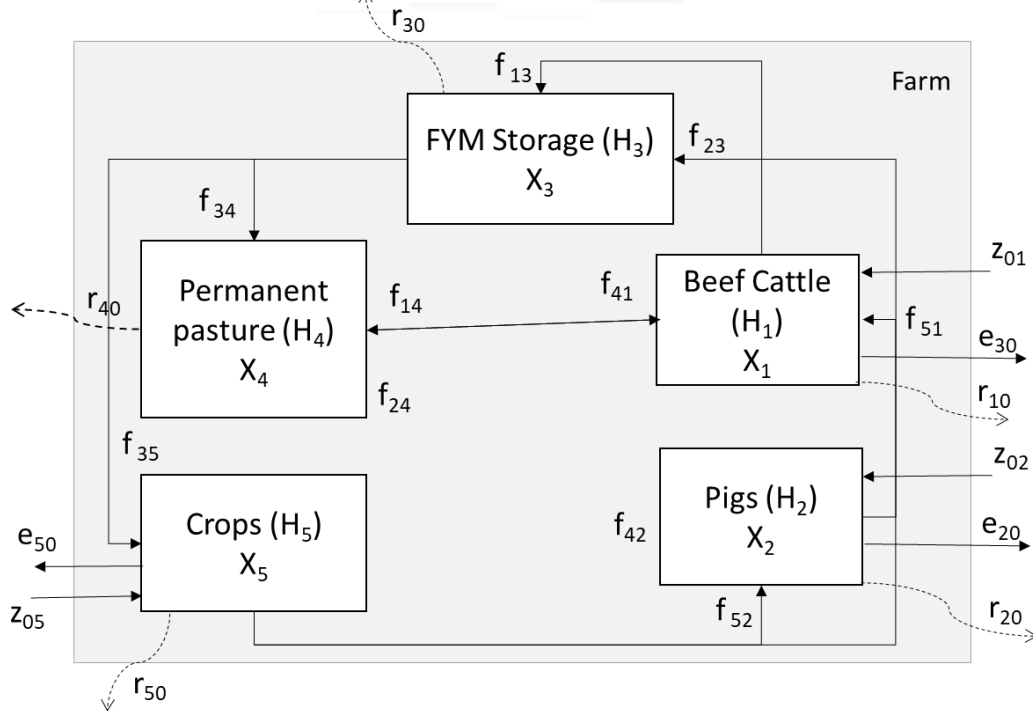 r₃₀
f₁₃
Farm
FYM Storage (H₃)
X₃
f₂₃
f₃₄
z₀₁
Permanent
pasture (H₄)
X₄
r₄₀
f₁₄
f₄₁
Beef Cattle
(H₁)
X₁
f₅₁
e₃₀
r₁₀
f₂₄
f₃₅
z₀₂
Crops (H₅)
X₅
Pigs (H₂)
X₂
f₄₂
e₅₀
e₂₀
z₀₅
f₅₂
r₂₀
r₅₀